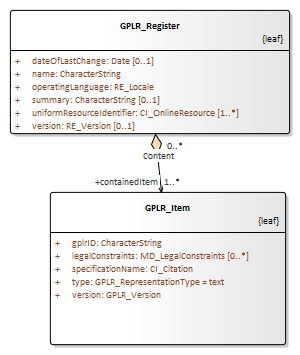 GPLR_Register
{leaf}
+ dateOfLastChange: Date [0..1]
+ name: CharacterString
+ operatingLanguage: RE_Locale
+ summary: CharacterString [0..1]
+ uniformResourceIdentifier: CI_OnlineResource [1..*]
+ version: RE_Version [0..1]
0..*
Content
+containedItem 1..*
GPLR_Item
{leaf}
+ gplrID: CharacterString
+ legalConstraints: MD_LegalConstraints [0..*]
+ specificationName: CI_Citation
+ type: GPLR_RepresentationType = text
+ version: GPLR_Version